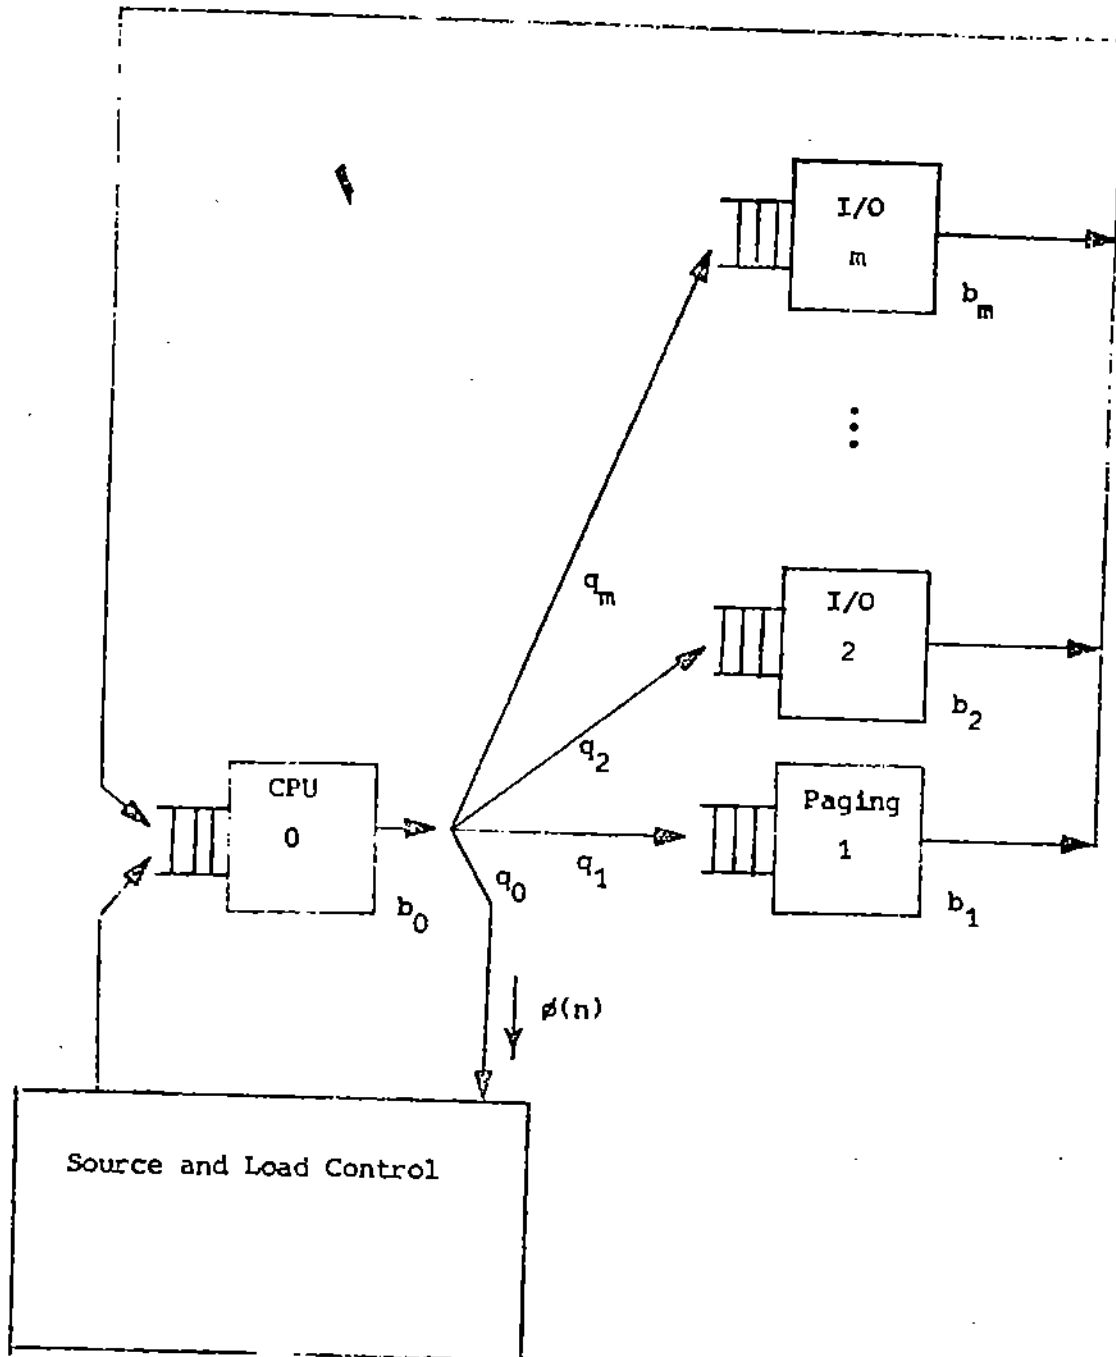 I/O
m
b_m
q_m
I/O
2
b_2
q_2
CPU
0
b_0
Paging
1
b_1
q_1
q_0
ø(n)
Source and Load Control